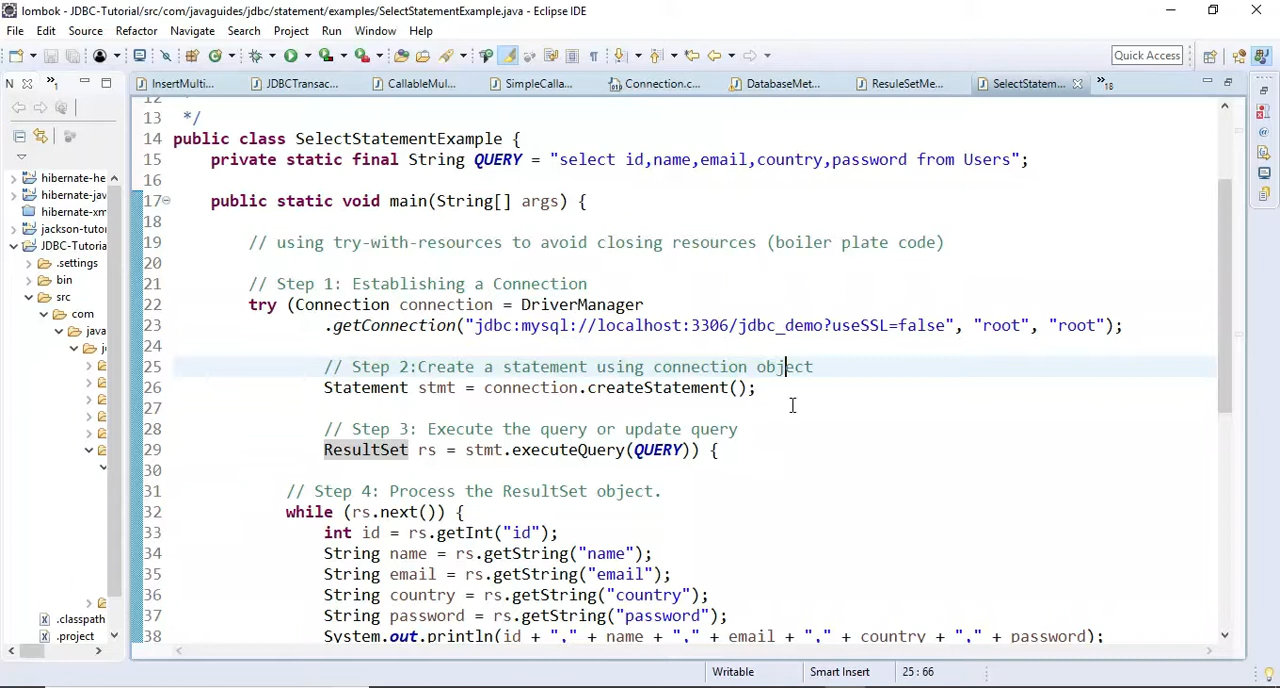 lombok - JDBC-Tutorial/src/com/javaguides/jdbc/statement/examples/SelectStatementExample.java - Eclipse IDE
File Edit Source Refactor Navigate Search Project Run Window Help
Quick Access
N
1
InsertMulti...
JDBCTransac...
CallableMul...
SimpleCalla...
Connection.c...
DatabaseMet...
ResuleSetMe...
SelectStatem...
18
hibernate-he
hibernate-jav
hibernate-xm
jackson-tutor
JDBC-Tutoria
.settings
bin
src
com
java
j
.classpath
.project
12
13 */
14 public class SelectStatementExample {
15 private static final String QUERY = "select id,name,email,country,password from Users";
16
17 public static void main(String[] args) {
18
19 // using try-with-resources to avoid closing resources (boiler plate code)
20
21 // Step 1: Establishing a Connection
22 try (Connection connection = DriverManager
23 .getConnection("jdbc:mysql://localhost:3306/jdbc_demo?useSSL=false", "root", "root");
24
25 // Step 2:Create a statement using connection object
26 Statement stmt = connection.createStatement();
27
28 // Step 3: Execute the query or update query
29 ResultSet rs = stmt.executeQuery(QUERY)) {
30
31 // Step 4: Process the ResultSet object.
32 while (rs.next()) {
33 int id = rs.getInt("id");
34 String name = rs.getString("name");
35 String email = rs.getString("email");
36 String country = rs.getString("country");
37 String password = rs.getString("password");
38 System.out.println(id + "," + name + "," + email + "," + country + "," + password);
Writable
Smart Insert
25 : 66